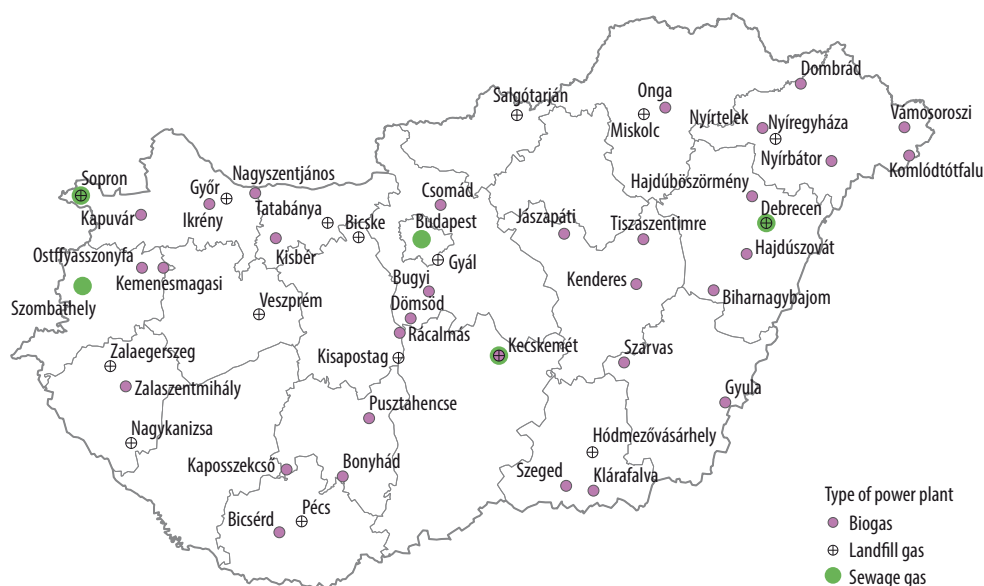 Dombrád
Salgótarján
Onga
Miskolc
Nyírtelek
Nyíregyháza
Vámosoroszi
Nyírbátor
Komlódtótfalu
Sopron
Nagyszentjános
Győr
Kapuvár
Ikrény
Tatabánya
Csomád
Hajdúböszörmény
Bicske
Budapest
Jászapáti
Tiszaszentimre
Debrecen
Ostffyasszonyfa
Kisbér
Gyál
Hajdúszovát
Kemenesmagasi
Bugyi
Kenderes
Szombathely
Veszprém
Dömsöd
Biharnagybajom
Rácalmás
Zalaegerszeg
Kisapostag
Kecskemét
Szarvas
Zalaszentmihály
Gyula
Pusztahencse
Nagykanizsa
Hódmezővásárhely
Kaposszekcső
Bonyhád
Szeged
Klárafalva
Pécs
Bicsérd
Type of power plant
Biogas
Landfill gas
Sewage gas